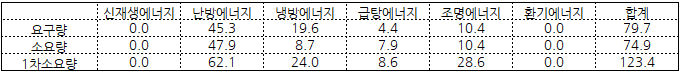 신재생에너지 난방에너지 냉방에너지 급탕에너지 조명에너지 환기에너지 합계
요구량 0.0 45.3 19.6 4.4 10.4 0.0 79.7
소요량 0.0 47.9 8.7 7.9 10.4 0.0 74.9
1차소요량 0.0 62.1 24.0 8.6 28.6 0.0 123.4